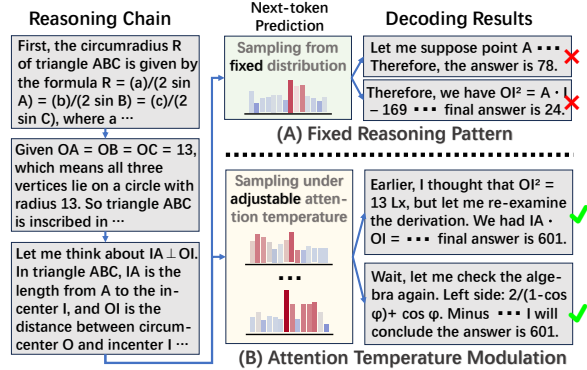 Reasoning Chain
First, the circumradius R
of triangle ABC is given
by the formula R = (a)/(2 sin
A) = (b)/(2 sin B) = (c)/(2
sin C), where a ···
Given OA = OB = OC = 13,
which means all three
vertices lie on a circle with
radius 13. So triangle ABC
is inscribed in ···
Let me think about IA ⊥ OI.
In triangle ABC, IA is the
length from A to the in-
center I, and OI is the
distance between circum-
center O and incenter I ···
Next-token
Prediction
Sampling from
fixed distribution
Decoding Results
Let me suppose point A ···
Therefore, the answer is 78.
Therefore, we have OI² = A · I
– 169 ··· final answer is 24.
(A) Fixed Reasoning Pattern
Sampling under
adjustable atten-
tion temperature
···
Earlier, I thought that OI² =
13 Lx, but let me re-examine
the derivation. We had IA ·
OI = ··· final answer is 601.
Wait, let me check the alge-
bra again. Left side: 2/(1-cos
φ)+ cos φ. Minus ··· I will
conclude the answer is 601.
(B) Attention Temperature Modulation